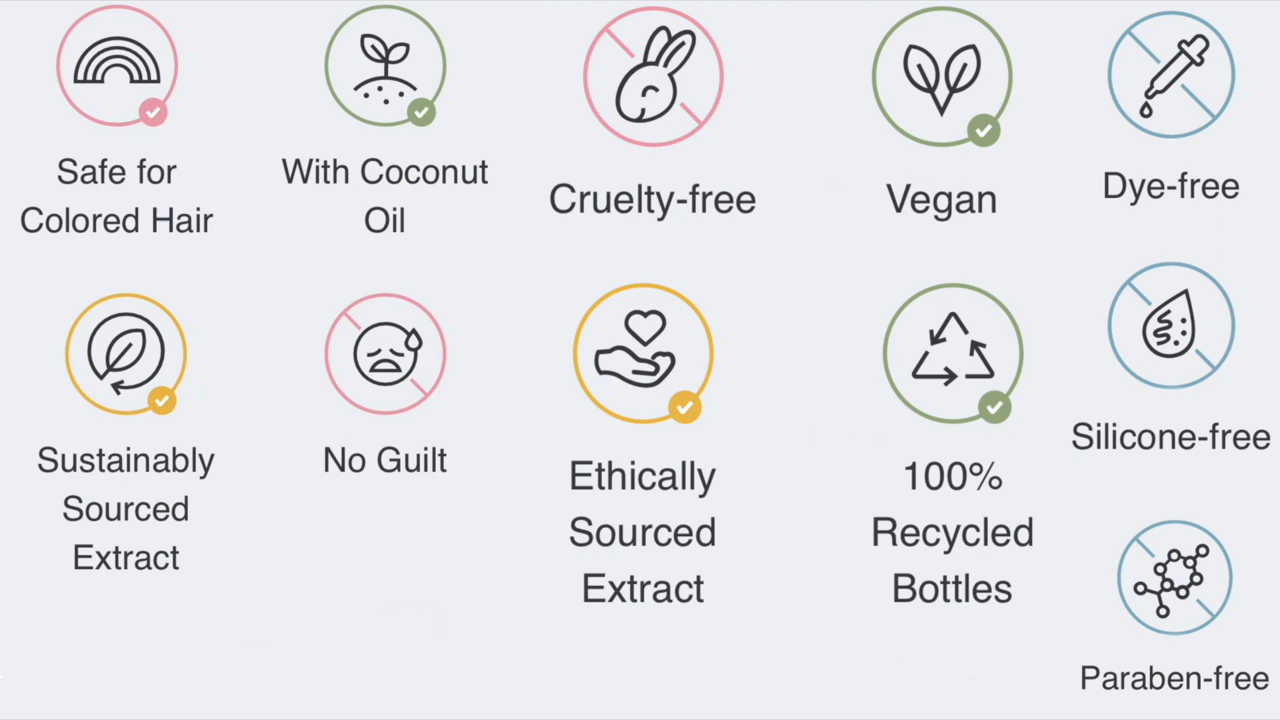 Safe for
Colored Hair
With Coconut
Oil
Cruelty-free
Vegan
Dye-free
Sustainably
Sourced
Extract
No Guilt
Ethically
Sourced
Extract
100%
Recycled
Bottles
Silicone-free
Paraben-free